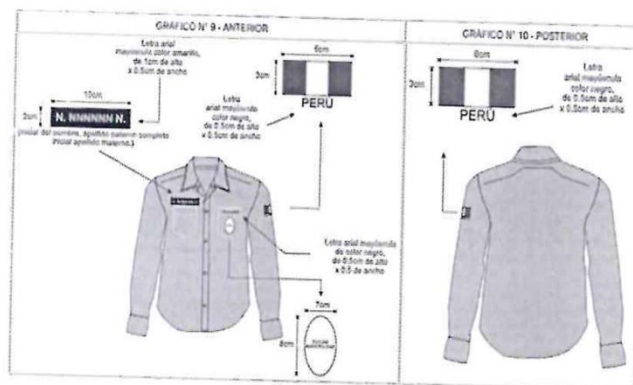 GRÁFICO N° 9 - ANTERIOR
Letra arial
mayúscula color amarillo,
de 1cm de alto
x 0.5cm de ancho
10cm
3cm
N. NNNNNN N.
(Inicial del nombre, apellido paterno completo
Inicial apellido materno.)
6cm
3cm
PERÚ
Letra
arial mayúscula
color negro,
de 0.5cm de alto
x 0.5cm de ancho
Letra arial mayúscula
de color negro,
de 0.5cm de alto
x 0.5 de ancho
7cm
8cm
GRÁFICO N° 10 - POSTERIOR
6cm
3cm
PERÚ
Letra
arial mayúscula
color negro,
de 0.5cm de alto
x 0.5cm de ancho